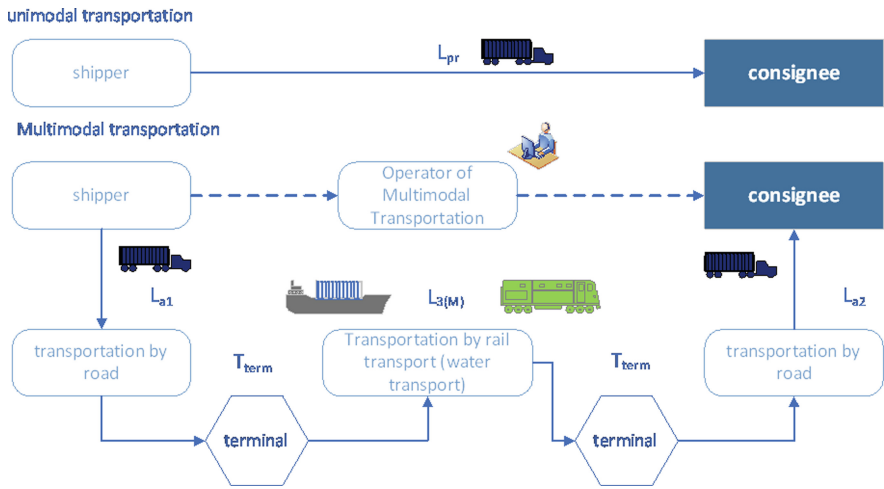 unimodal transportation
shipper
Lpr
consignee
Multimodal transportation
shipper
Operator of
Multimodal
Transportation
consignee
La1
L3(M)
La2
transportation by
road
Tterm
Transportation by rail
transport (water
transport)
Tterm
transportation by
road
terminal
terminal